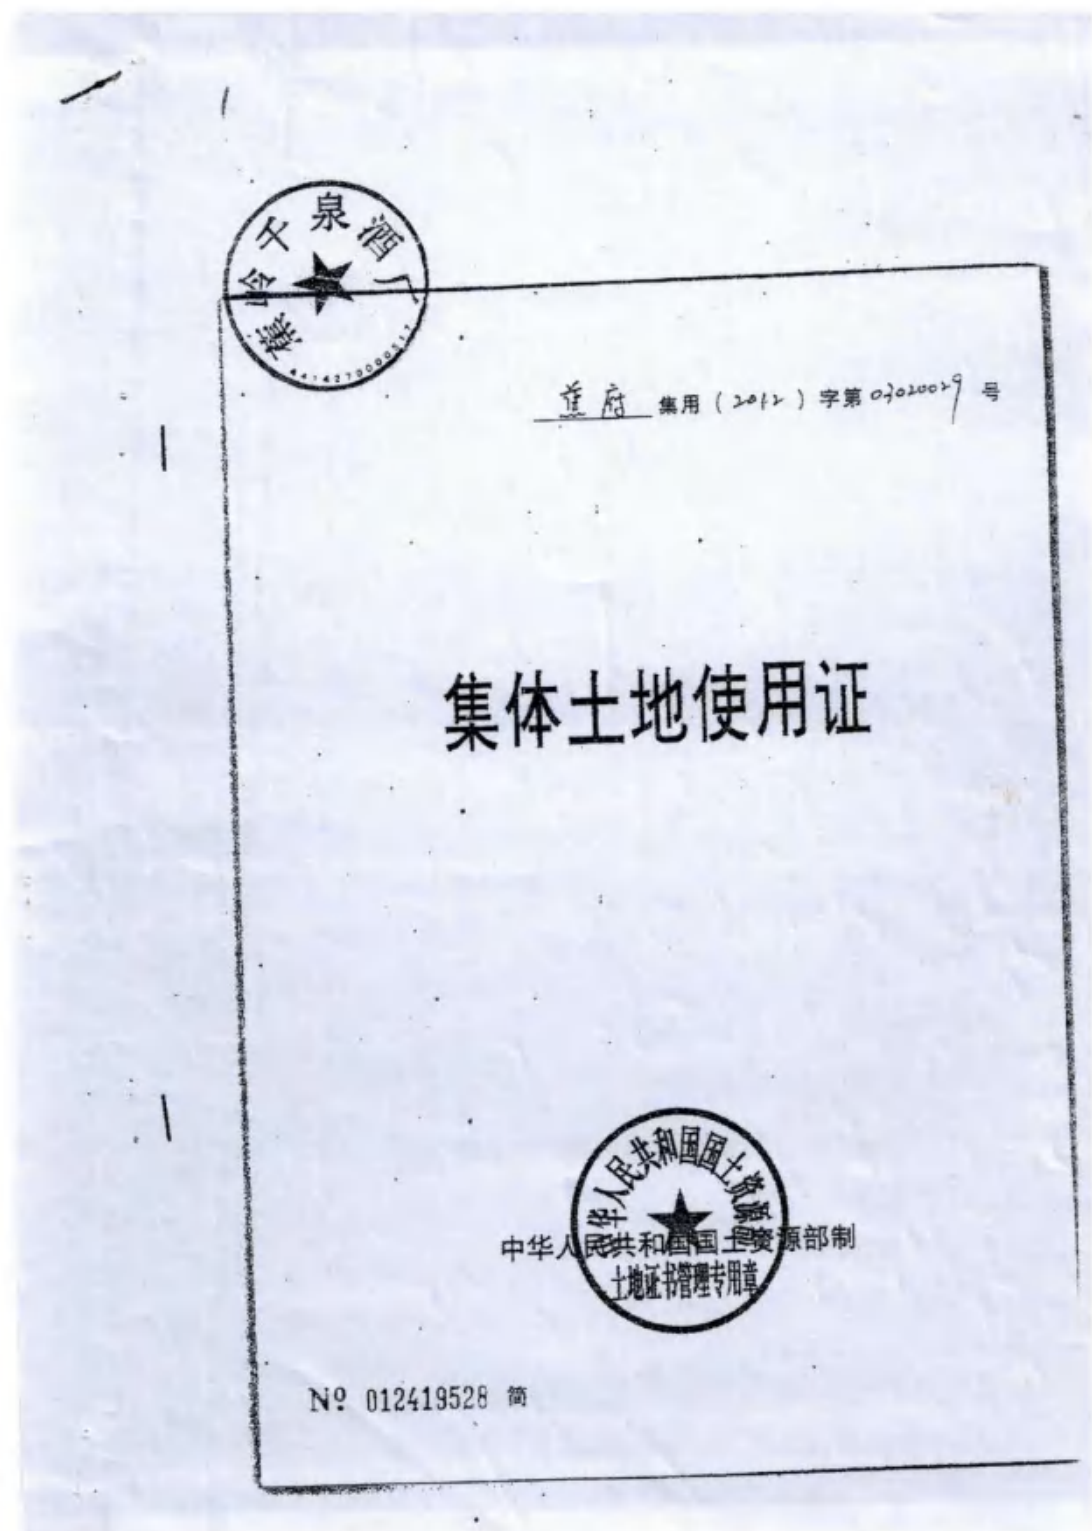 蕉岭千泉酒厂
4414270000517
蕉府 集用(2012)字第03020029号
集体土地使用证
中华人民共和国国土资源部
中华人民共和国国土资源部制
土地证书管理专用章
№ 012419528 简